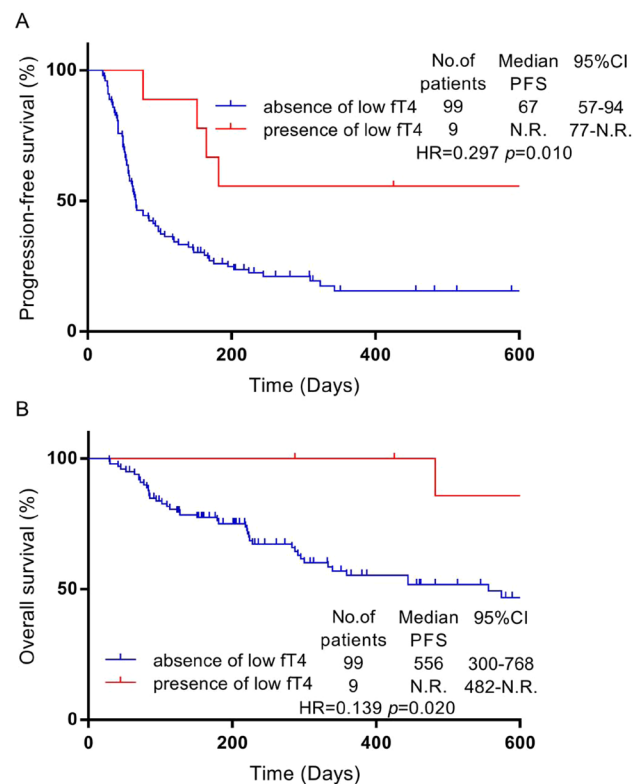 A
Progression-free survival (%)
100
50
0
No.of patients
Median PFS
95%CI
absence of low fT4 99 67 57-94
presence of low fT4 9 N.R. 77-N.R.
HR=0.297 p=0.010
0 200 400 600
Time (Days)
B
Overall survival (%)
100
50
0
No.of patients
Median PFS
95%CI
absence of low fT4 99 556 300-768
presence of low fT4 9 N.R. 482-N.R.
HR=0.139 p=0.020
0 200 400 600
Time (Days)